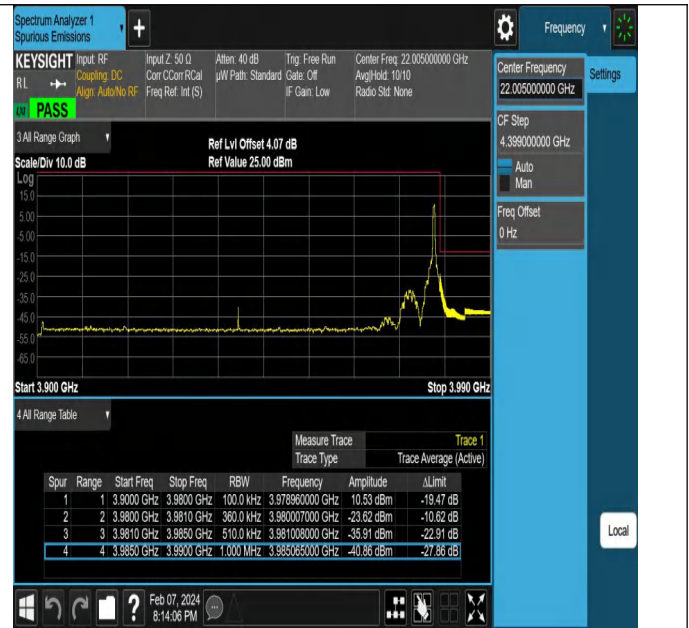 Spectrum Analyzer 1
Spurious Emissions
+
Frequency
KEYSIGHT Input: RF Input Z: 50 Ω Atten: 40 dB Trig: Free Run Center Freq: 22.005000000 GHz
RL Coupling: DC Corr CCorr RCal µW Path: Standard Gate: Off Avg|Hold: 10/10
Align: Auto/No RF Freq Ref: Int (S) IF Gain: Low Radio Std: None
LNI PASS
Center Frequency
22.005000000 GHz
Settings
CF Step
4.399000000 GHz
Auto
Man
Freq Offset
0 Hz
3 All Range Graph
Ref Lvl Offset 4.07 dB
Scale/Div 10.0 dB Ref Value 25.00 dBm
Log
15.0
5.00
-5.00
-15.0
-25.0
-35.0
-45.0
-55.0
-65.0
Start 3.900 GHz Stop 3.990 GHz
4 All Range Table
Measure Trace Trace 1
Trace Type Trace Average (Active)
Spur Range Start Freq Stop Freq RBW Frequency Amplitude ΔLimit
1 1 3.9000 GHz 3.9800 GHz 100.0 kHz 3.978960000 GHz 10.53 dBm -19.47 dB
2 2 3.9800 GHz 3.9810 GHz 360.0 kHz 3.980007000 GHz -23.62 dBm -10.62 dB
3 3 3.9810 GHz 3.9850 GHz 510.0 kHz 3.981008000 GHz -35.91 dBm -22.91 dB
4 4 3.9850 GHz 3.9900 GHz 1.000 MHz 3.985065000 GHz -40.86 dBm -27.86 dB
Local
? Feb 07, 2024
8:14:06 PM